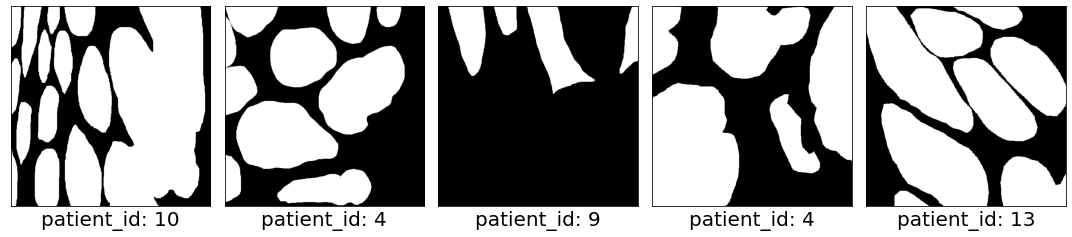 patient_id: 10
patient_id: 4
patient_id: 9
patient_id: 4
patient_id: 13